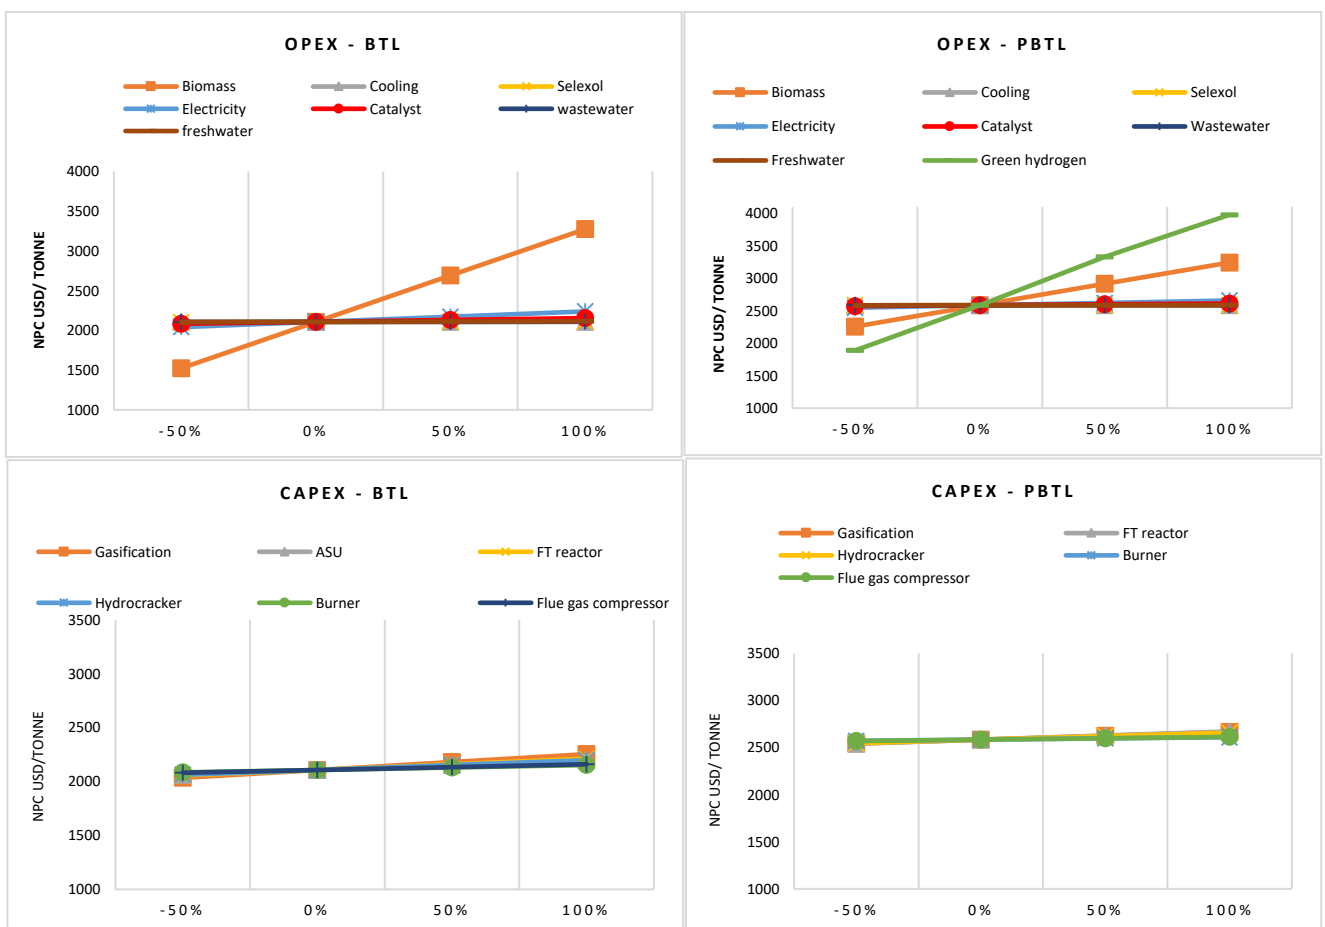 OPEX - BTL
Biomass Cooling Selexol
Electricity Catalyst wastewater
freshwater
NPC USD/ TONNE
4000
3500
3000
2500
2000
1500
1000
-50% 0% 50% 100%
OPEX - PBTL
Biomass Cooling Selexol
Electricity Catalyst Wastewater
Freshwater Green hydrogen
NPC USD/ TONNE
4000
3500
3000
2500
2000
1500
1000
-50% 0% 50% 100%
CAPEX - BTL
Gasification ASU FT reactor
Hydrocracker Burner Flue gas compressor
NPC USD/TONNE
3500
3000
2500
2000
1500
1000
-50% 0% 50% 100%
CAPEX - PBTL
Gasification FT reactor
Hydrocracker Burner
Flue gas compressor
NPC USD/ TONNE
3500
3000
2500
2000
1500
1000
-50% 0% 50% 100%